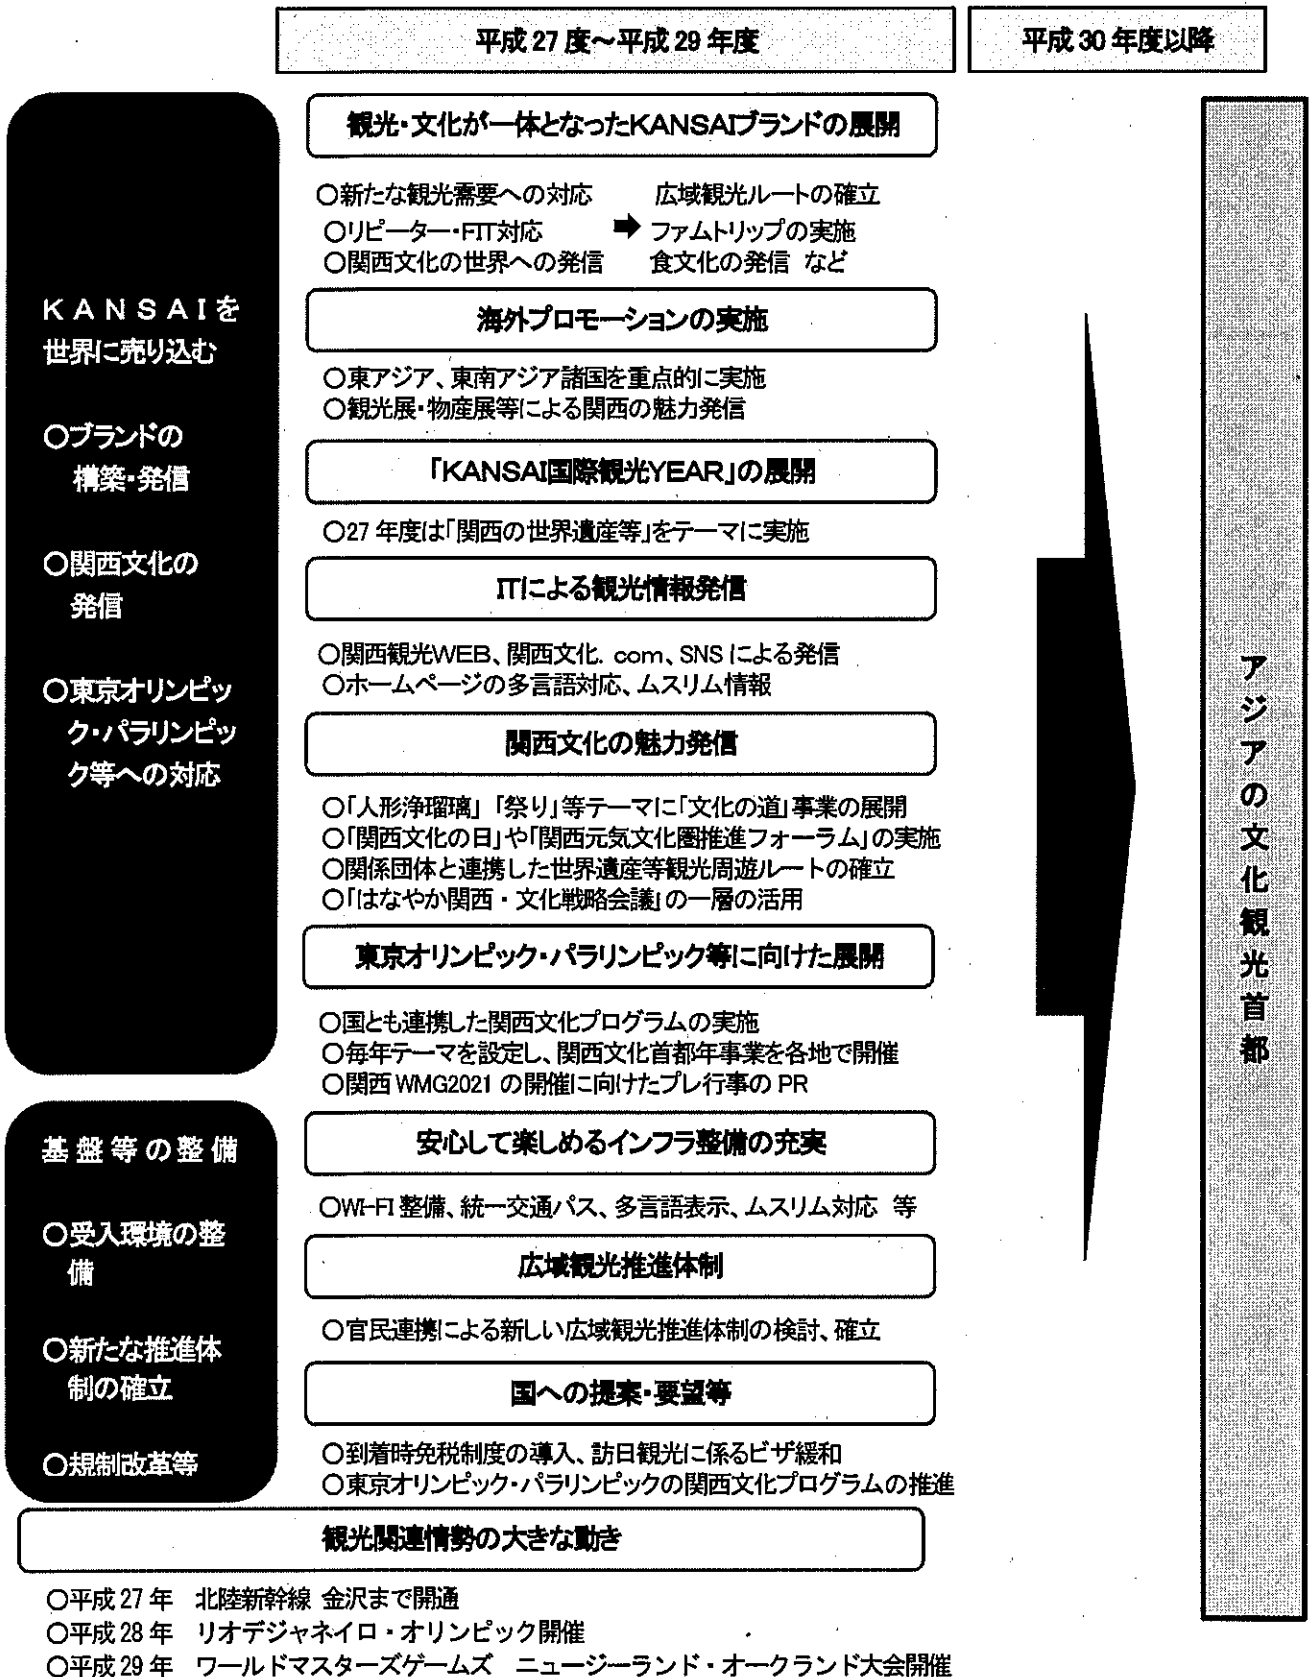 平成27度～平成29年度
平成30年度以降
KANSAIを
世界に売り込む
○ブランドの
構築・発信
○関西文化の
発信
○東京オリンピッ
ク・パラリンピッ
ク等への対応
観光・文化が一体となったKANSAIブランドの展開
○新たな観光需要への対応　広域観光ルートの確立
○リピーター・FIT対応　➡ ファムトリップの実施
○関西文化の世界への発信　食文化の発信 など
海外プロモーションの実施
○東アジア、東南アジア諸国を重点的に実施
○観光展・物産展等による関西の魅力発信
「KANSAI国際観光YEAR」の展開
○27年度は「関西の世界遺産等」をテーマに実施
ITによる観光情報発信
○関西観光WEB、関西文化．com、SNSによる発信
○ホームページの多言語対応、ムスリム情報
関西文化の魅力発信
○「人形浄瑠璃」「祭り」等テーマに「文化の道」事業の展開
○「関西文化の日」や「関西元気文化圏推進フォーラム」の実施
○関係団体と連携した世界遺産等観光周遊ルートの確立
○「はなやか関西・文化戦略会議」の一層の活用
東京オリンピック・パラリンピック等に向けた展開
○国とも連携した関西文化プログラムの実施
○毎年テーマを設定し、関西文化首都年事業を各地で開催
○関西WMG2021の開催に向けたプレ行事のPR
基盤等の整備
○受入環境の整
備
○新たな推進体
制の確立
○規制改革等
安心して楽しめるインフラ整備の充実
○WI-FI整備、統一交通パス、多言語表示、ムスリム対応 等
広域観光推進体制
○官民連携による新しい広域観光推進体制の検討、確立
国への提案・要望等
○到着時免税制度の導入、訪日観光に係るビザ緩和
○東京オリンピック・パラリンピックの関西文化プログラムの推進
アジアの文化観光首都
観光関連情勢の大きな動き
○平成27年　北陸新幹線 金沢まで開通
○平成28年　リオデジャネイロ・オリンピック開催
○平成29年　ワールドマスターズゲームズ　ニュージーランド・オークランド大会開催